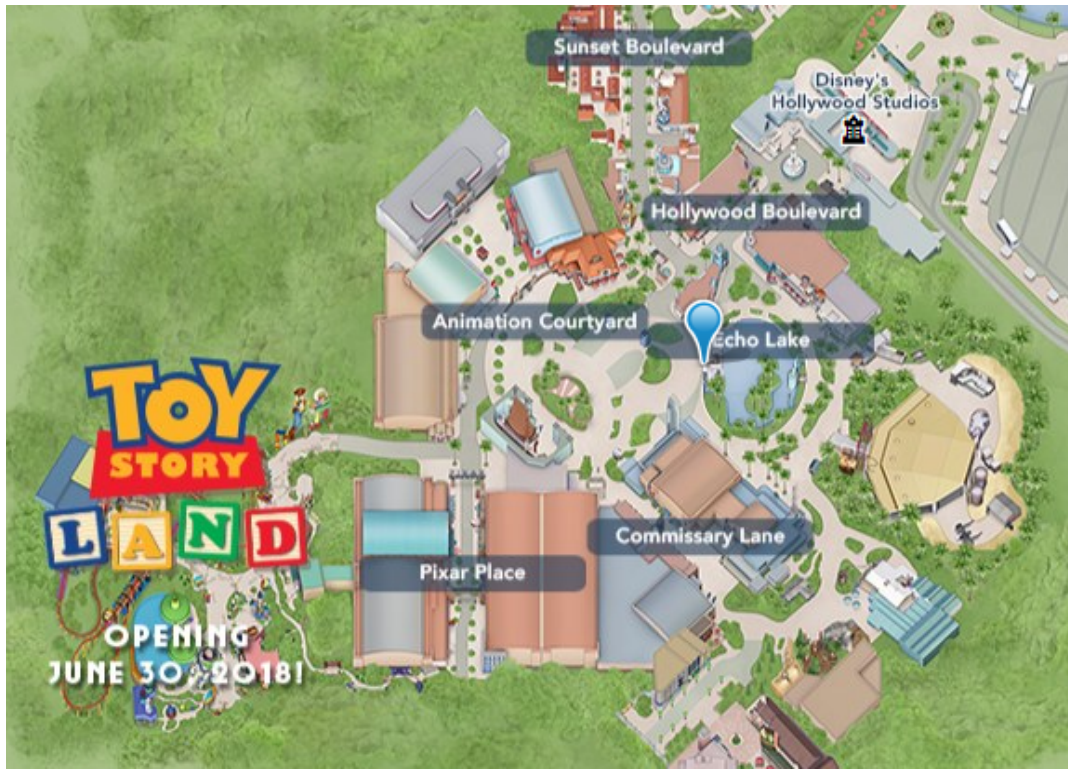 Sunset Boulevard
Disney's
Hollywood Studios
Hollywood Boulevard
Animation Courtyard
Echo Lake
TOY
STORY
LAND
Commissary Lane
Pixar Place
OPENING
JUNE 30, 2018!